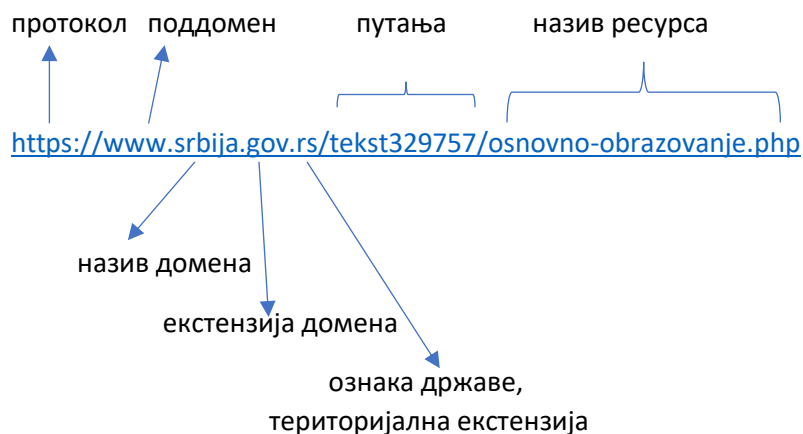 протокол поддомен путања назив ресурса
https://www.srbija.gov.rs/tekst329757/osnovno-obrazovanje.php
назив домена
екстензија домена
ознака државе,
територијална екстензија